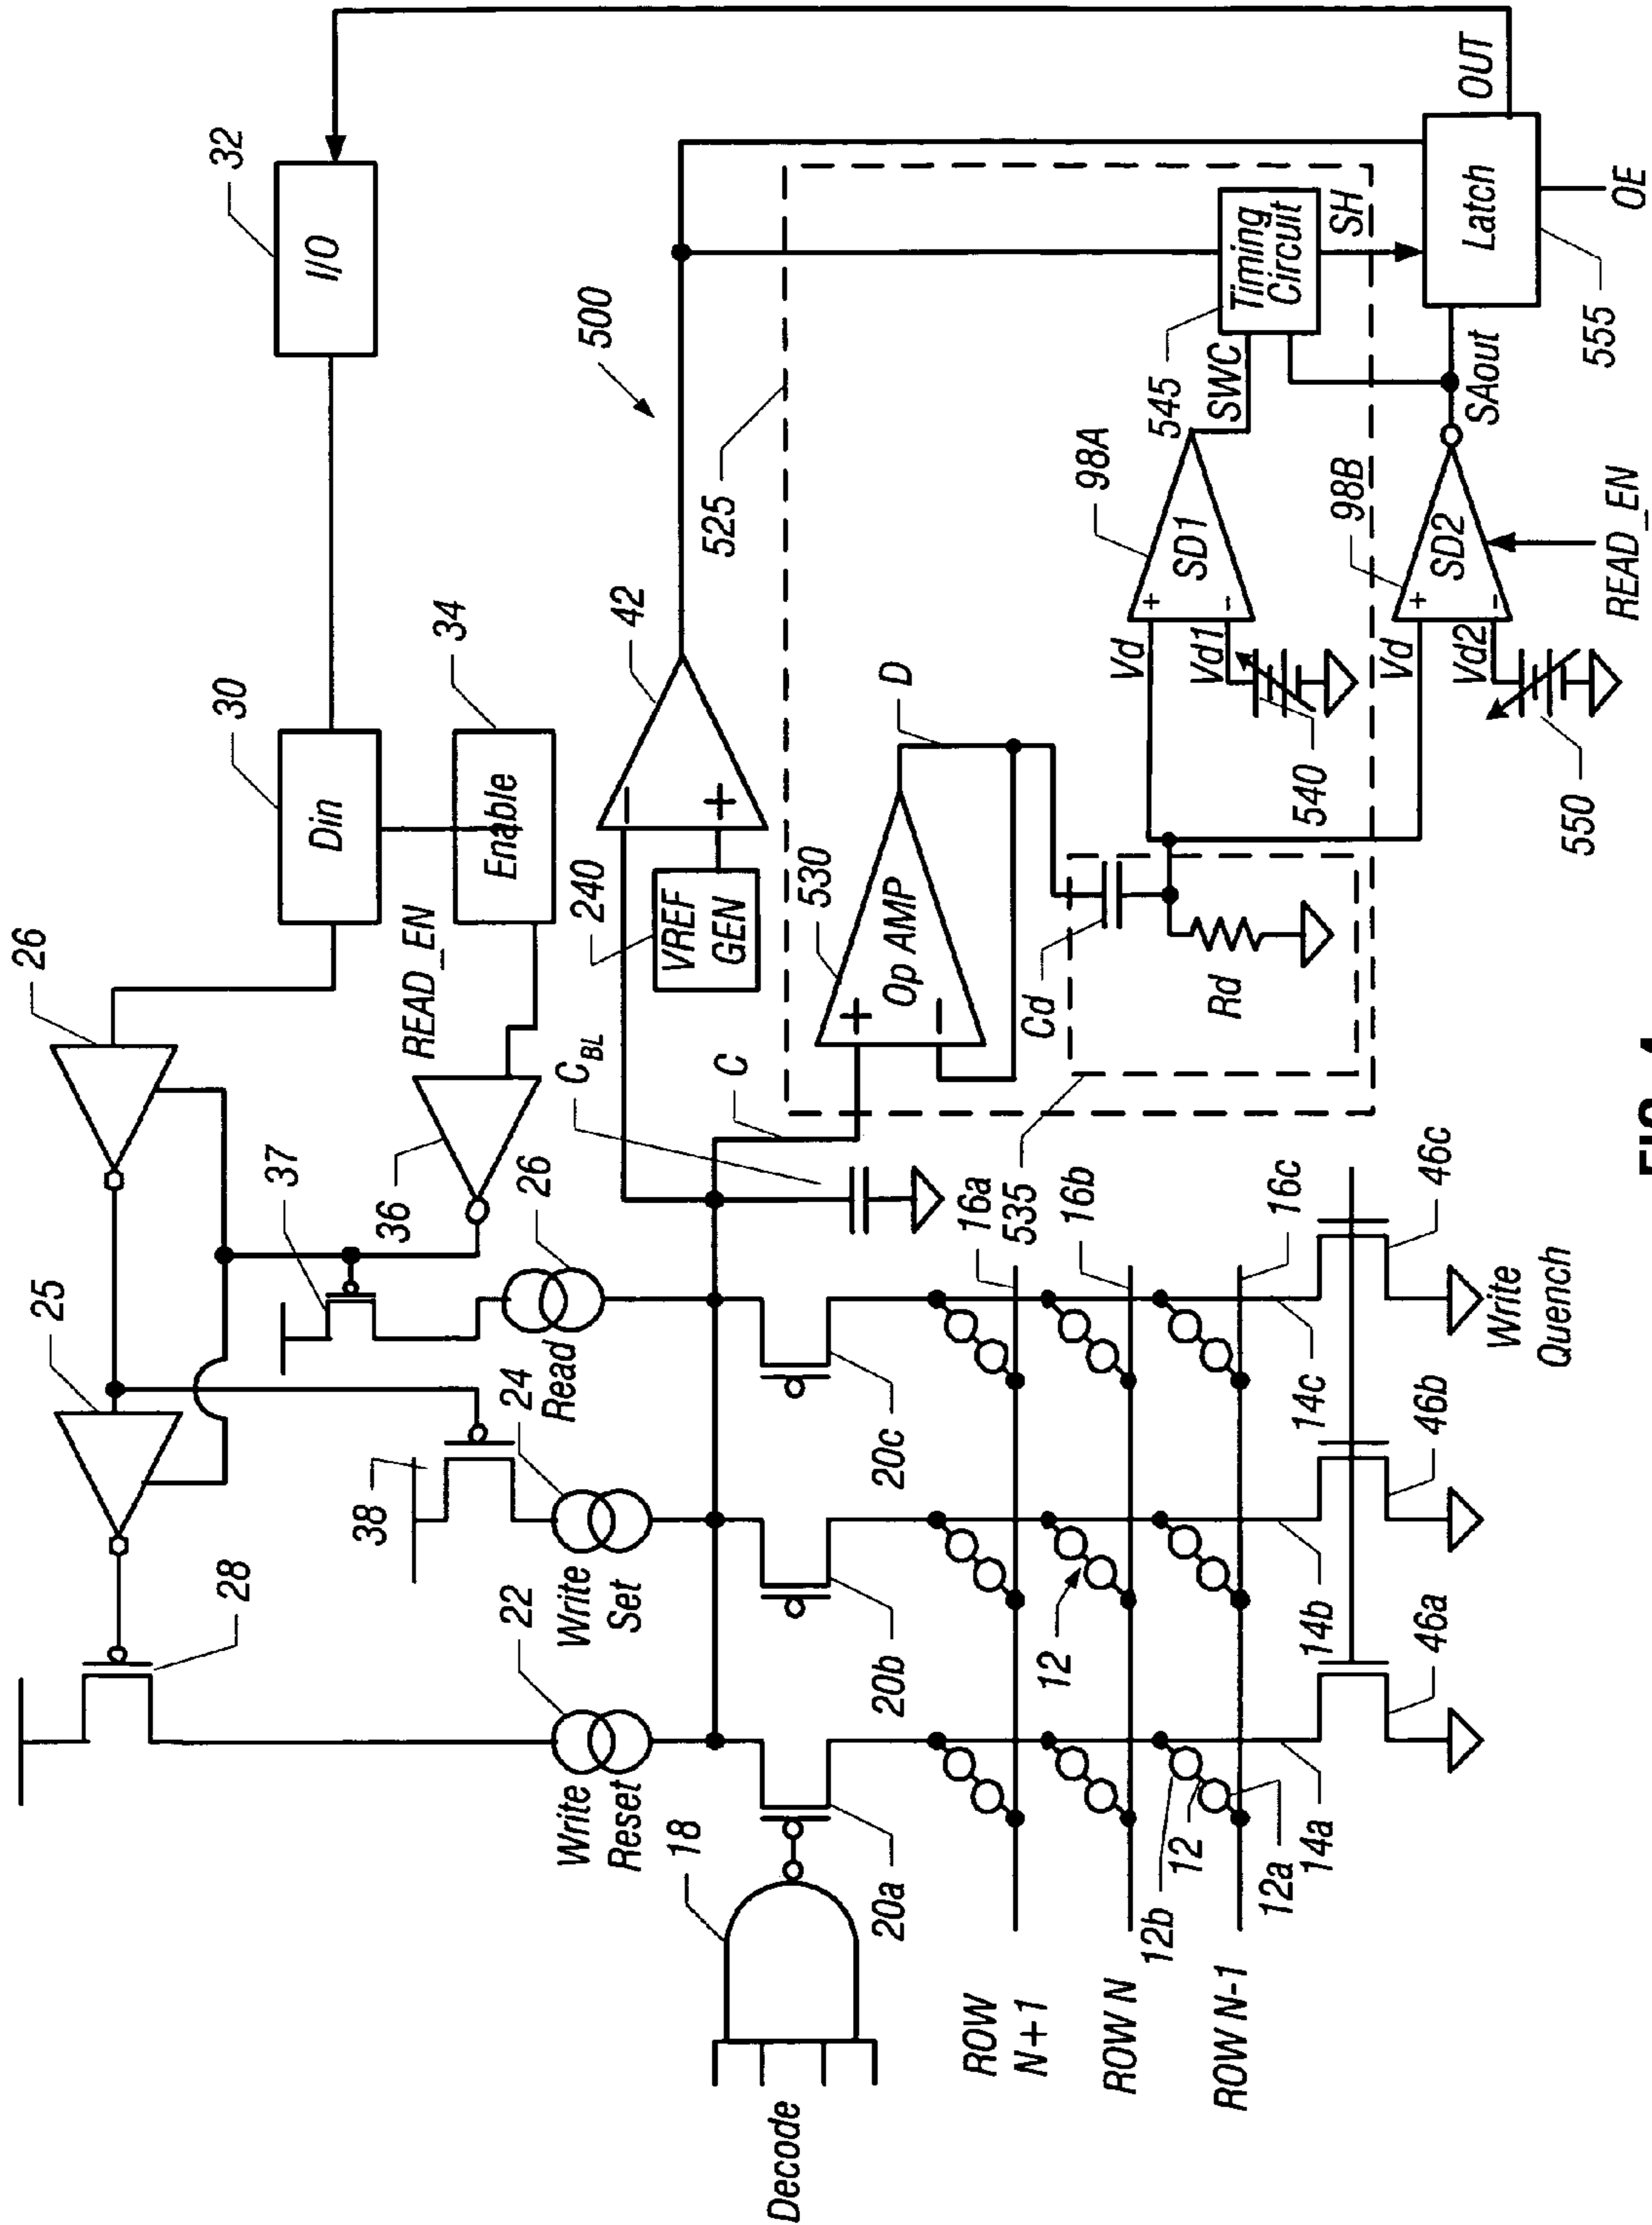 26
30
32
I/O
Din
25
34
Enable
READ_EN
36
37
28
38
22
24
26
Write
Reset
Write
Set
Read
C
BL
240
42
VREF
GEN
500
525
C
D
18
Decode
20a
20b
20c
530
Op AMP
+
−
−
+
Cd
Rd
535
98A
SD1
+
-
Vd
Vd1
540
545
SWC
Timing
Circuit
SH
98B
SD2
+
-
Vd
Vd2
550
SAout
READ_EN
Latch
555
OE
OUT
ROW
N+1
16a
ROW N
16b
12
ROW N-1
16c
12b
12
12a
14a
14b
14c
46a
46b
46c
Write
Quench